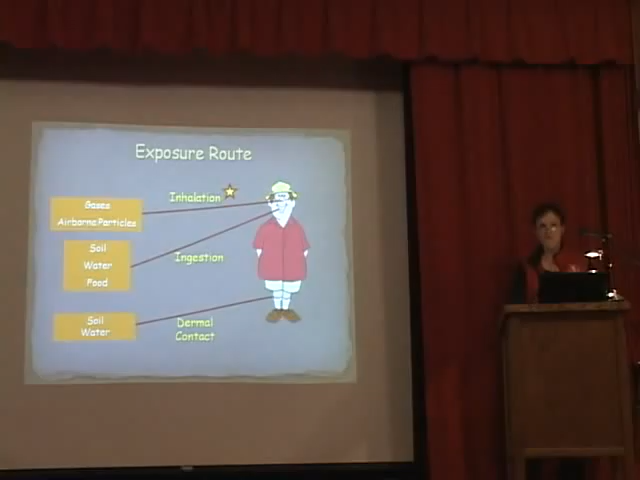 Exposure Route
Gases
Airborne Particles
Inhalation
Soil
Water
Food
Ingestion
Soil
Water
Dermal
Contact